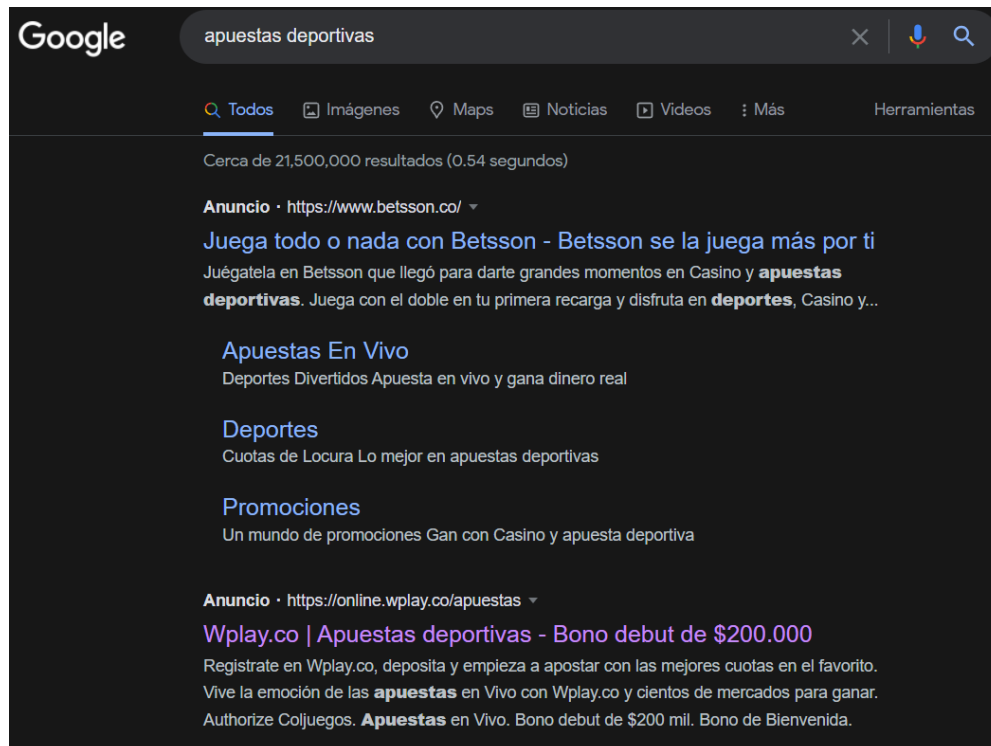 Google
apuestas deportivas
Todos Imágenes Maps Noticias Videos Más Herramientas
Cerca de 21,500,000 resultados (0.54 segundos)
Anuncio · https://www.betsson.co/
Juega todo o nada con Betsson - Betsson se la juega más por ti
Juégatela en Betsson que llegó para darte grandes momentos en Casino y apuestas
deportivas. Juega con el doble en tu primera recarga y disfruta en deportes, Casino y...
Apuestas En Vivo
Deportes Divertidos Apuesta en vivo y gana dinero real
Deportes
Cuotas de Locura Lo mejor en apuestas deportivas
Promociones
Un mundo de promociones Gan con Casino y apuesta deportiva
Anuncio · https://online.wplay.co/apuestas
Wplay.co | Apuestas deportivas - Bono debut de $200.000
Registrate en Wplay.co, deposita y empieza a apostar con las mejores cuotas en el favorito.
Vive la emoción de las apuestas en Vivo con Wplay.co y cientos de mercados para ganar.
Authorize Coljuegos. Apuestas en Vivo. Bono debut de $200 mil. Bono de Bienvenida.